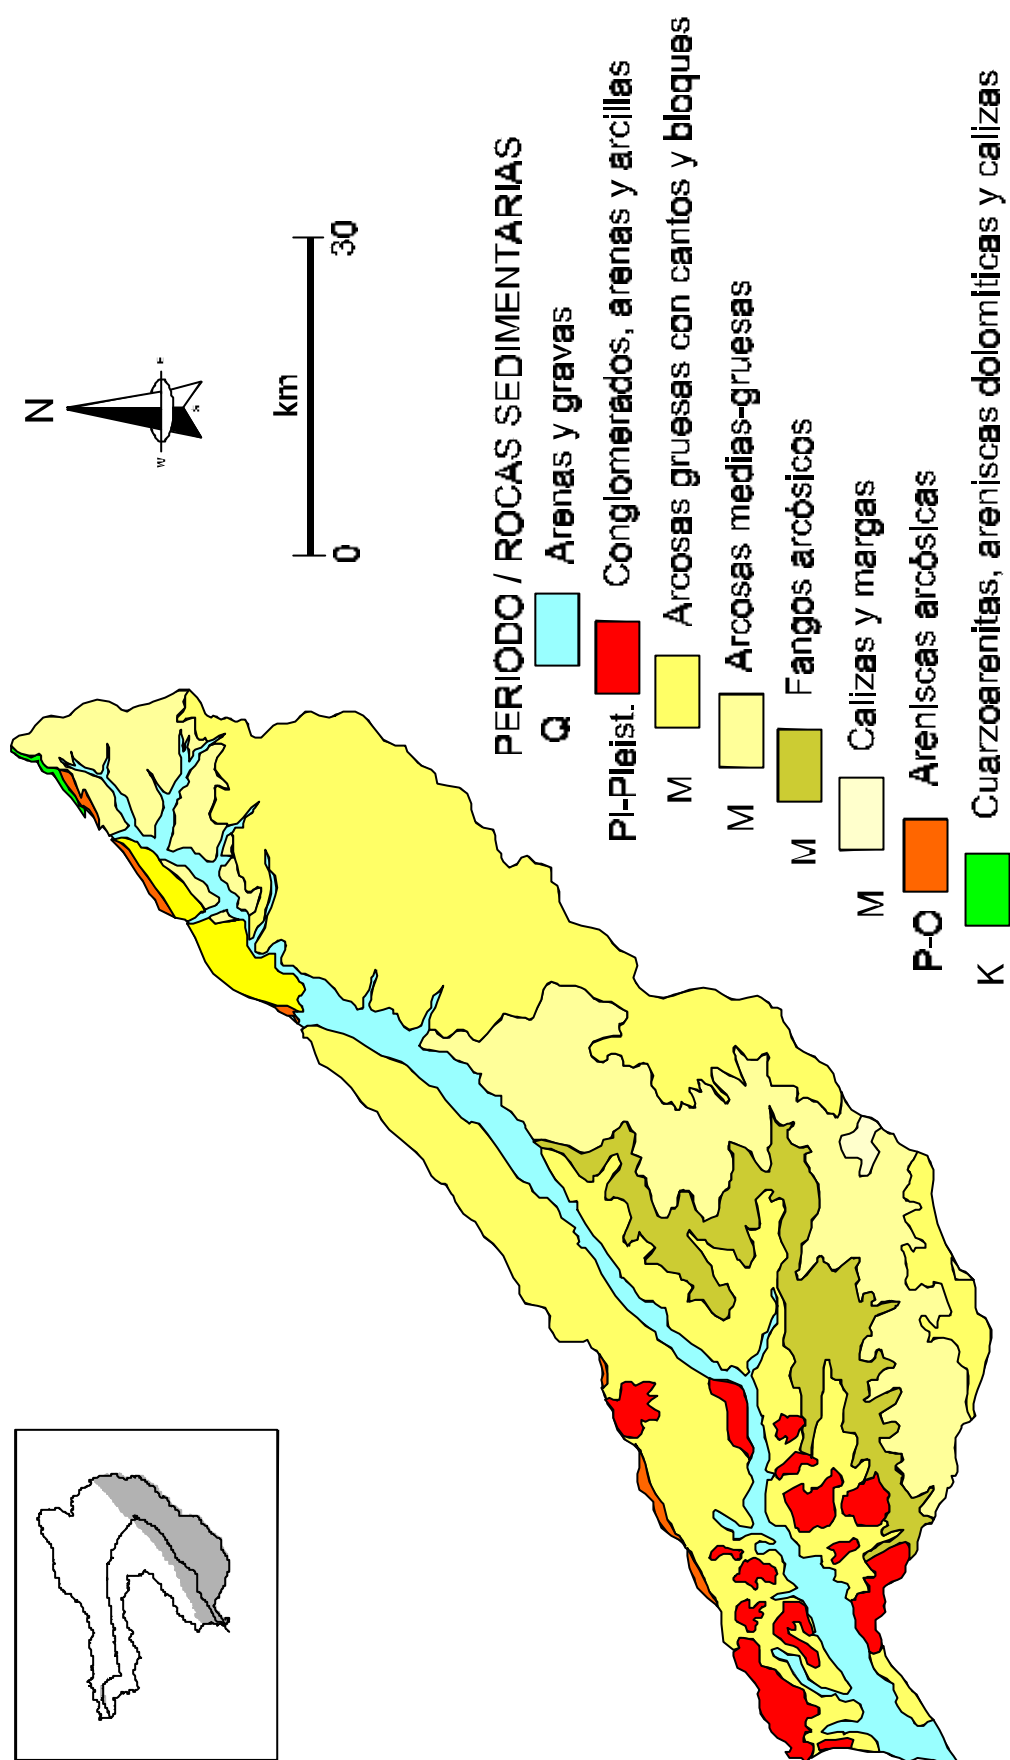 N
W E
S
km
0 30
PERIODO / ROCAS SEDIMENTARIAS
Q Arenas y gravas
Pl-Pleist. Conglomerados, arenas y arcillas
M Arcosas gruesas con cantos y bloques
M Arcosas medias-gruesas
M Fangos arcósicos
M Calizas y margas
P-O Areniscas arcósicas
K Cuarzoarenitas, areniscas dolomíticas y calizas